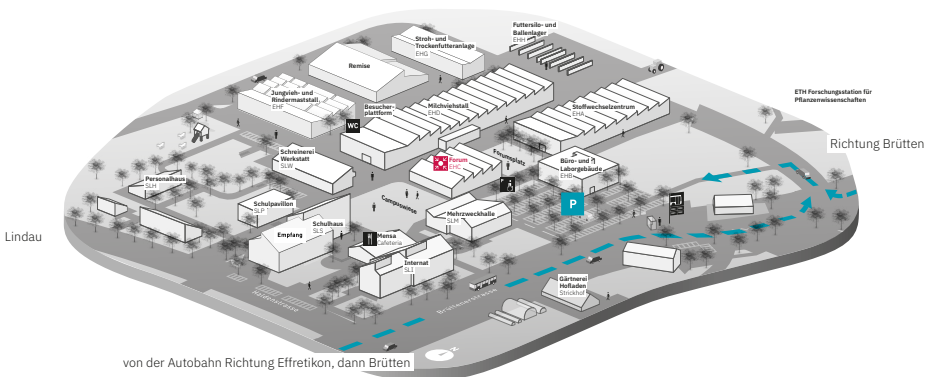 Futtersilo- und
Ballenlager
EHH
Stroh- und
Trockenfutteranlage
EHG
Remise
ETH Forschungsstation für
Pflanzenwissenschaften
Jungvieh- und
Rindermaststall
EHF
Besucher-
plattform
Milchviehstall
EHD
Stoffwechselzentrum
EHA
WC
Richtung Brütten
Schreinerei
Werkstatt
SLW
Forum
EHC
Forumsplatz
Büro- und
Laborgebäude
EHB
Personalhaus
SLH
Schulpavillon
SLP
Campuswiese
P
Mehrzweckhalle
SLM
Schulhaus
SLS
Empfang
Mensa
Cafeteria
Lindau
Internat
SLI
Gärtnerei
Hofladen
Strickhof
Heldenstrasse
Brüttenerstrasse
N
von der Autobahn Richtung Effretikon, dann Brütten